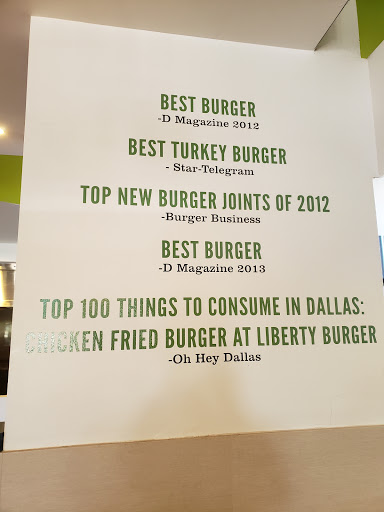 BEST BURGER
-D Magazine 2012
BEST TURKEY BURGER
- Star-Telegram
TOP NEW BURGER JOINTS OF 2012
-Burger Business
BEST BURGER
-D Magazine 2013
TOP 100 THINGS TO CONSUME IN DALLAS:
CHICKEN FRIED BURGER AT LIBERTY BURGER
-Oh Hey Dallas